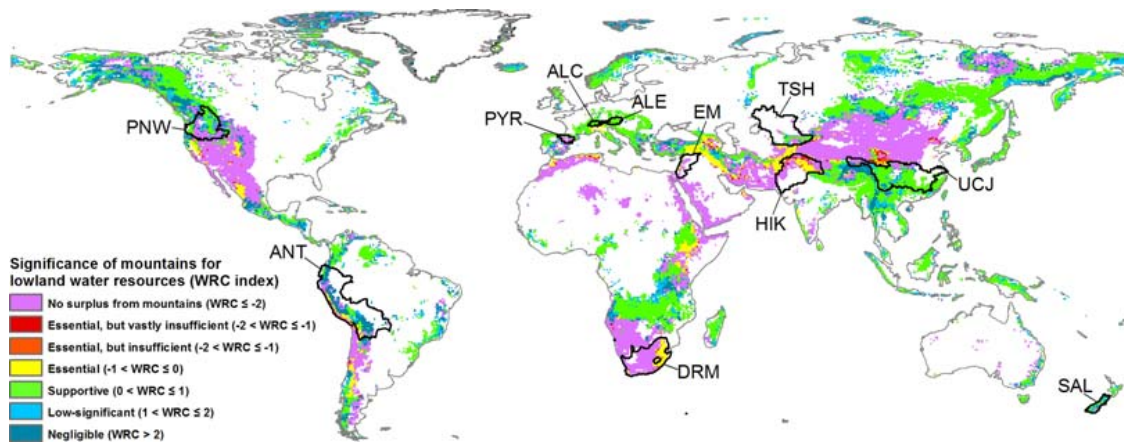 ALC
ALE
TSH
PNW
PYR
EM
UCJ
HIK
ANT
DRM
SAL
Significance of mountains for
lowland water resources (WRC index)
No surplus from mountains (WRC ≤ -2)
Essential, but vastly insufficient (-2 < WRC ≤ -1)
Essential, but insufficient (-2 < WRC ≤ -1)
Essential (-1 < WRC ≤ 0)
Supportive (0 < WRC ≤ 1)
Low-significant (1 < WRC ≤ 2)
Negligible (WRC > 2)